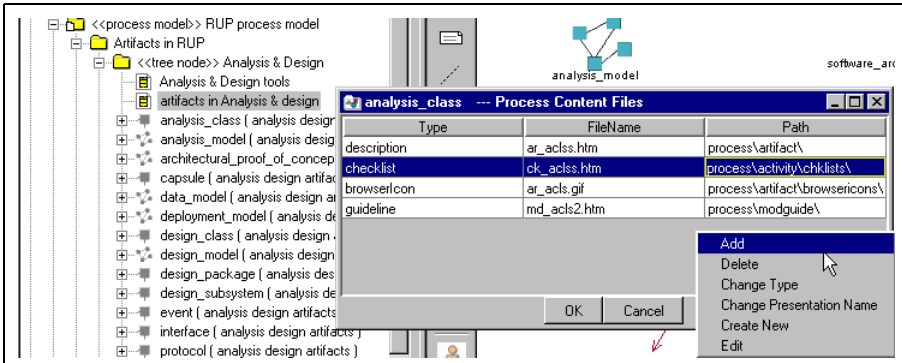 <<process model>> RUP process model
Artifacts in RUP
<<tree node>> Analysis & Design
Analysis & Design tools
artifacts in Analysis & design
analysis_class ( analysis design
analysis_model ( analysis desig
architectural_proof_of_concep
capsule ( analysis design artifac
data_model ( analysis design ar
deployment_model ( analysis de
design_class ( analysis design
design_model ( analysis design
design_package ( analysis des
design_subsystem ( analysis de
event ( analysis design artifacts
interface ( analysis design artifacts )
protocol ( analysis design artifacts )
analysis_model
software_arc
analysis_class --- Process Content Files
Type FileName Path
description ar_aclss.htm process\artifact\
checklist ck_aclss.htm process\activity\chklists\
browserIcon ar_acls.gif process\artifact\browsericons\
guideline md_acls2.htm process\modguide\
OK Cancel
Add
Delete
Change Type
Change Presentation Name
Create New
Edit